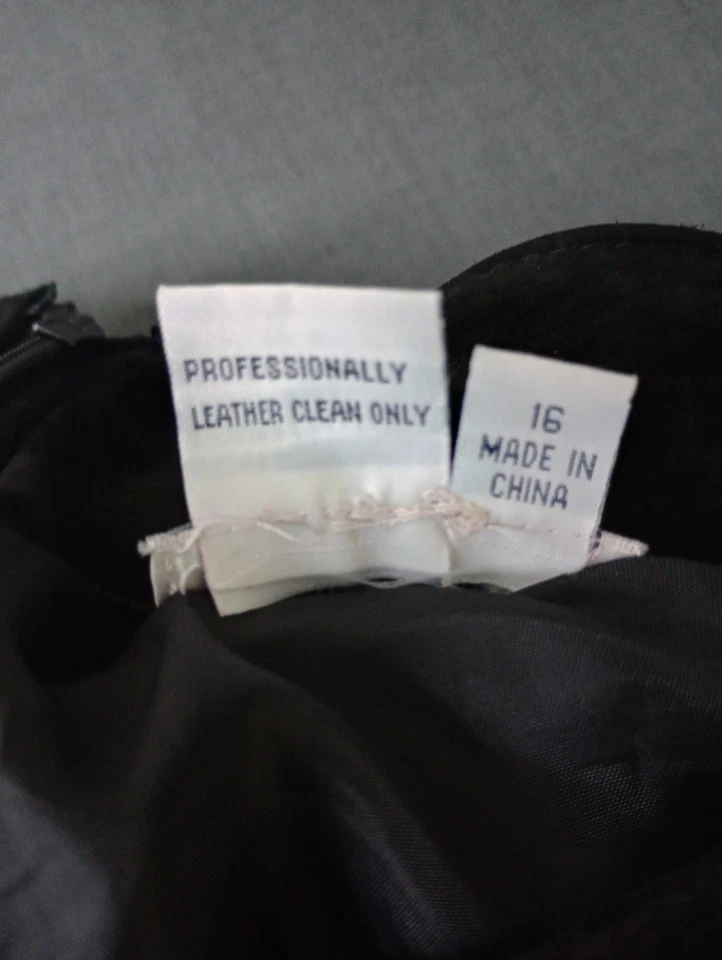 PROFESSIONALLY
LEATHER CLEAN ONLY
16
MADE IN
CHINA